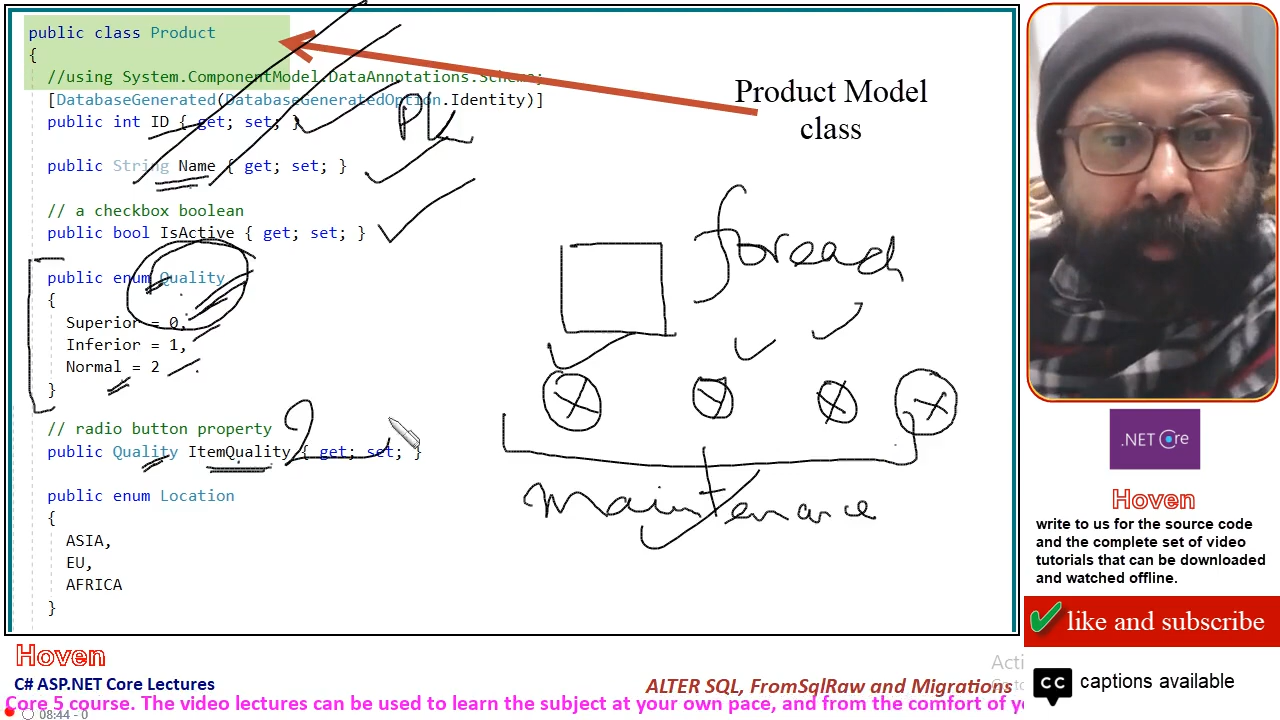 public class Product
{
//using System.ComponentModel.DataAnnotations.Schema;
[DatabaseGenerated(DatabaseGeneratedOption.Identity)]
public int ID { get; set; }
PK
public String Name { get; set; }
// a checkbox boolean
public bool IsActive { get; set; }
public enum Quality
{
Superior = 0,
Inferior = 1,
Normal = 2
}
// radio button property
public Quality ItemQuality { get; set; }
2
public enum Location
{
ASIA,
EU,
AFRICA
}
Product Model
class
foreach
maintenance
.NET Core
Hoven
write to us for the source code
and the complete set of video
tutorials that can be downloaded
and watched offline.
like and subscribe
CC captions available
Hoven
C# ASP.NET Core Lectures
ALTER SQL, FromSqlRaw and Migrations
Acti
Core 5 course. The video lectures can be used to learn the subject at your own pace, and from the comfort of y
08:44 - 0